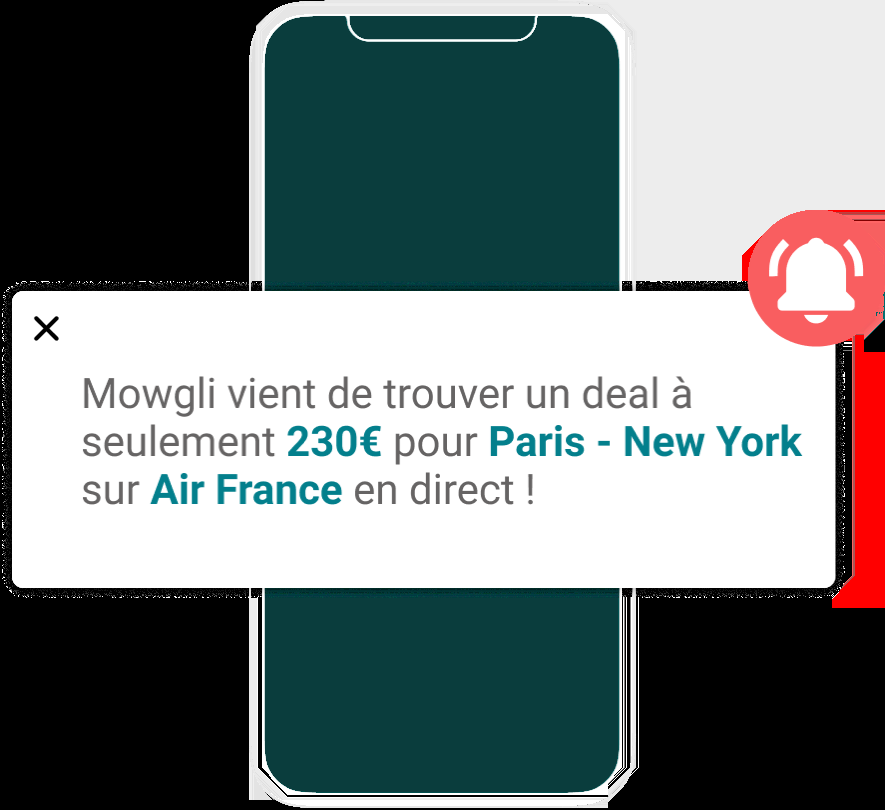 Mowgli vient de trouver un deal à
seulement 230€ pour Paris - New York
sur Air France en direct !